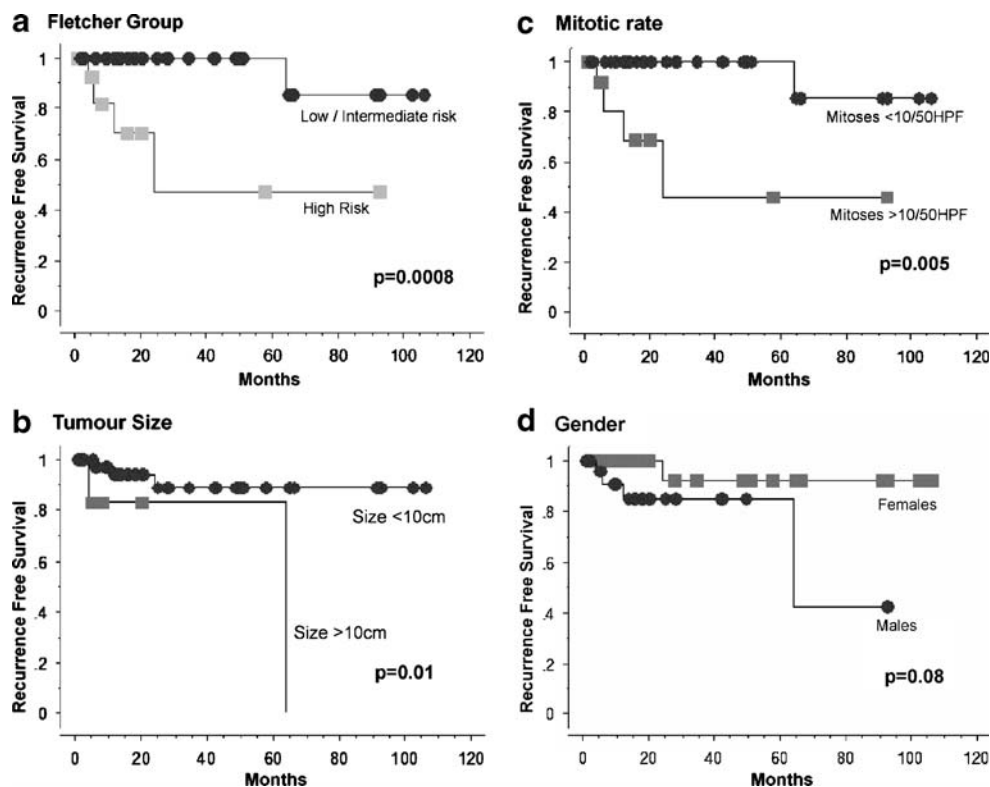 a Fletcher Group
Recurrence Free Survival
1
.8
.6
.4
.2
0
Low / Intermediate risk
High Risk
p=0.0008
0 20 40 60 80 100 120
Months
c Mitotic rate
Recurrence Free Survival
1
.8
.6
.4
.2
0
Mitoses <10/50HPF
Mitoses >10/50HPF
p=0.005
0 20 40 60 80 100 120
Months
b Tumour Size
Recurrence Free Survival
1
.8
.6
.4
.2
0
Size <10cm
Size >10cm
p=0.01
0 20 40 60 80 100 120
Months
d Gender
Recurrence Free Survival
1
.8
.6
.4
.2
0
Females
Males
p=0.08
0 20 40 60 80 100 120
Months